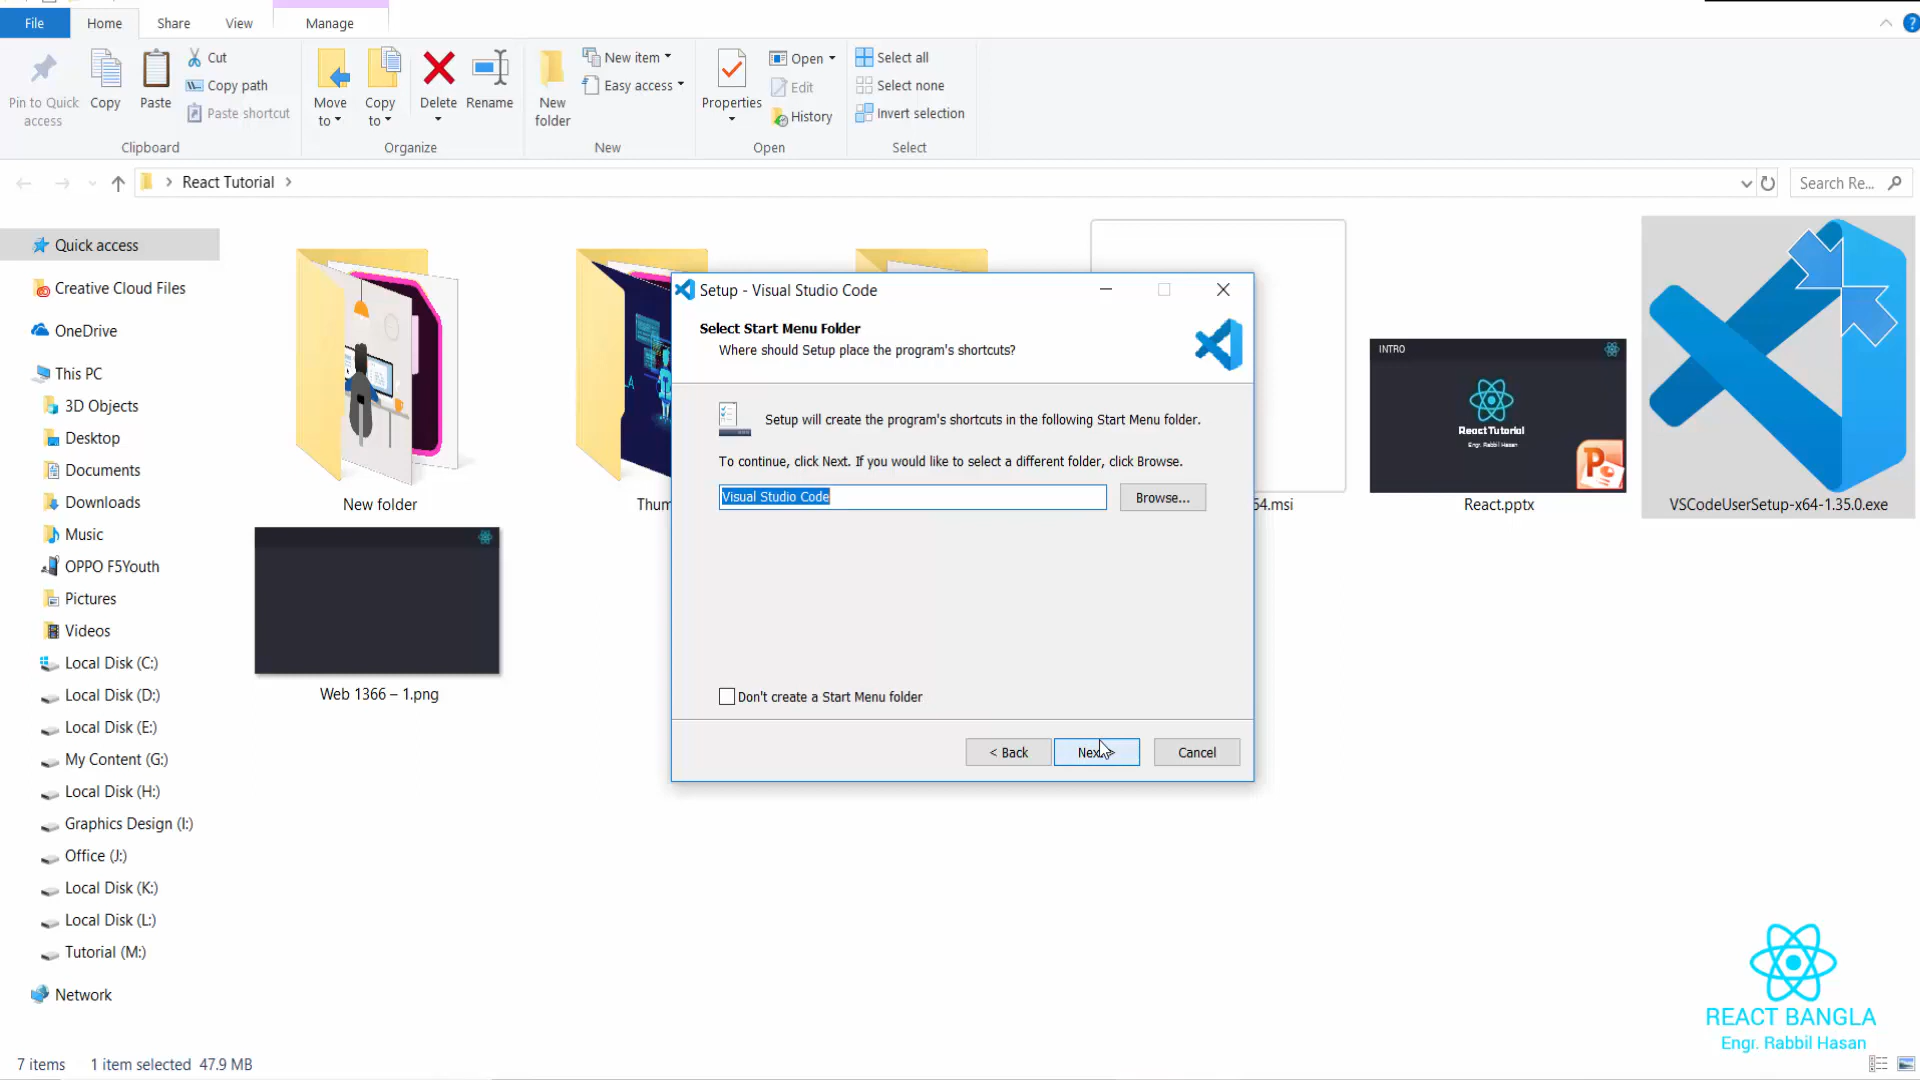 File
Home
Share
View
Manage
Pin to Quick access
Copy
Paste
Cut
Copy path
Paste shortcut
Clipboard
Move to
Copy to
Delete
Rename
Organize
New folder
New item
Easy access
New
Properties
Open
Edit
History
Open
Select all
Select none
Invert selection
Select
React Tutorial
Search Re...
Quick access
Creative Cloud Files
OneDrive
This PC
3D Objects
Desktop
Documents
Downloads
Music
OPPO F5Youth
Pictures
Videos
Local Disk (C:)
Local Disk (D:)
Local Disk (E:)
My Content (G:)
Local Disk (H:)
Graphics Design (I:)
Office (J:)
Local Disk (K:)
Local Disk (L:)
Tutorial (M:)
Network
New folder
Thum
64.msi
INTRO
React Tutorial
Engr. Rabbil Hasan
React.pptx
VSCodeUserSetup-x64-1.35.0.exe
Web 1366 – 1.png
Setup - Visual Studio Code
Select Start Menu Folder
Where should Setup place the program's shortcuts?
Setup will create the program's shortcuts in the following Start Menu folder.
To continue, click Next. If you would like to select a different folder, click Browse.
Visual Studio Code
Browse...
Don't create a Start Menu folder
< Back
Next >
Cancel
REACT BANGLA
Engr. Rabbil Hasan
7 items
1 item selected 47.9 MB